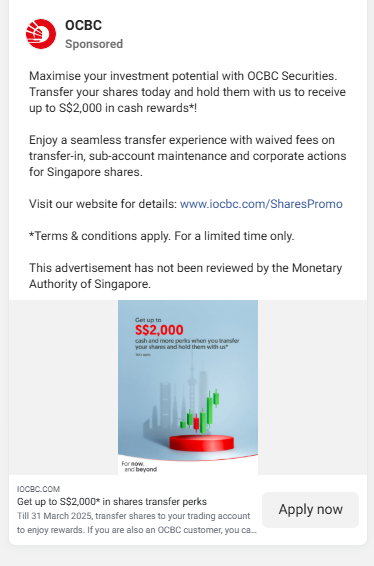 OCBC
Sponsored
Maximise your investment potential with OCBC Securities.
Transfer your shares today and hold them with us to receive
up to S$2,000 in cash rewards*!
Enjoy a seamless transfer experience with waived fees on
transfer-in, sub-account maintenance and corporate actions
for Singapore shares.
Visit our website for details: www.iocbc.com/SharesPromo
*Terms & conditions apply. For a limited time only.
This advertisement has not been reviewed by the Monetary
Authority of Singapore.
Get up to
S$2,000
cash and more perks when you transfer
your shares and hold them with us*
For now.
and beyond
IOCBC.COM
Get up to S$2,000* in shares transfer perks
Till 31 March 2025, transfer shares to your trading account
to enjoy rewards. If you are also an OCBC customer, you ca...
Apply now